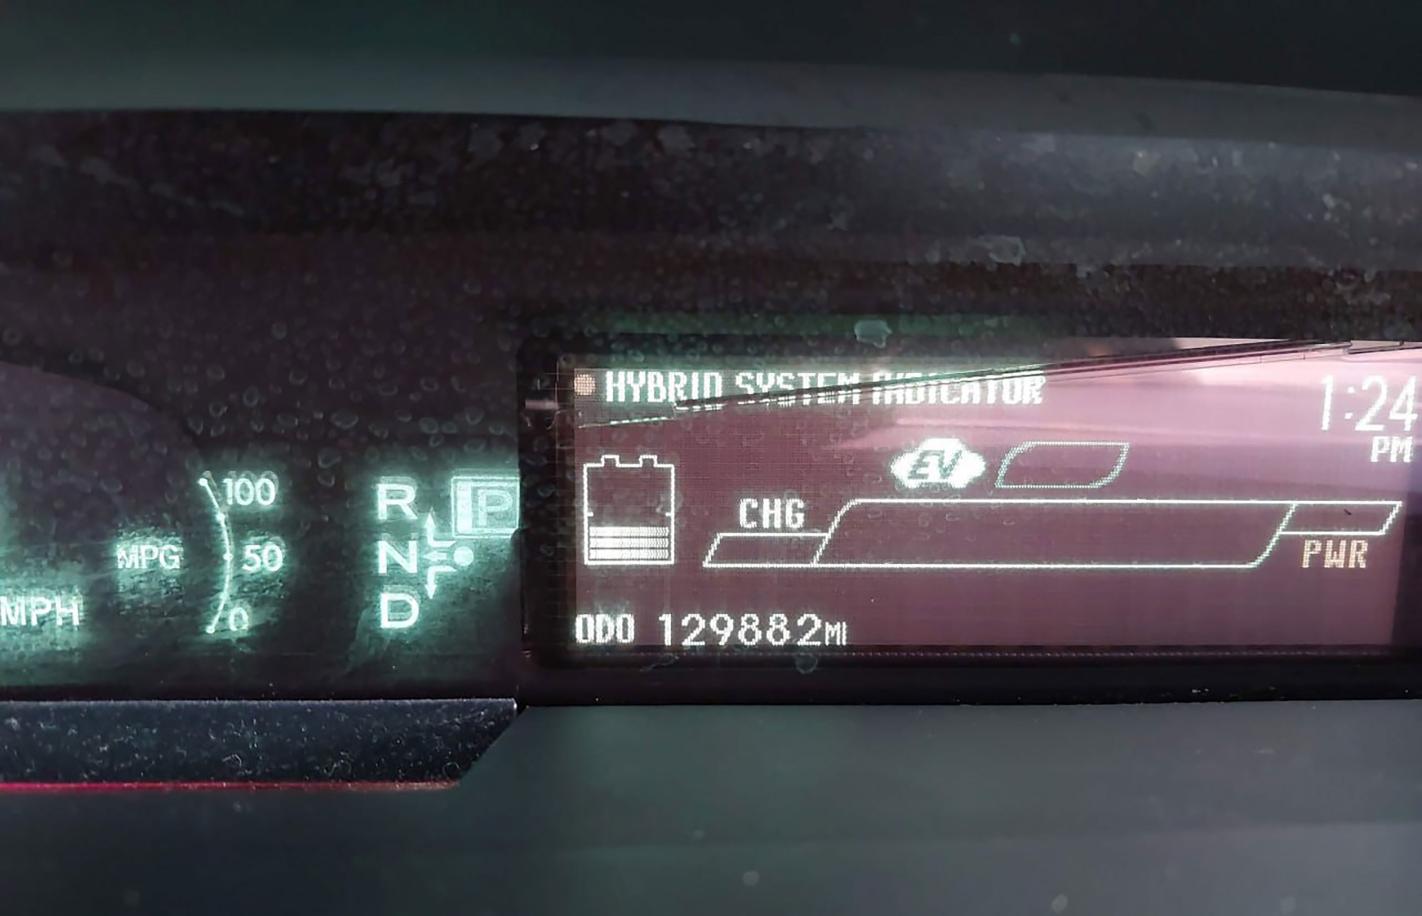 HYBRID SYSTEM INDICATOR
1:24
PM
EV
100
R
P
CHG
MPG
50
N
PWR
MPH
0
D
ODO 129882MI